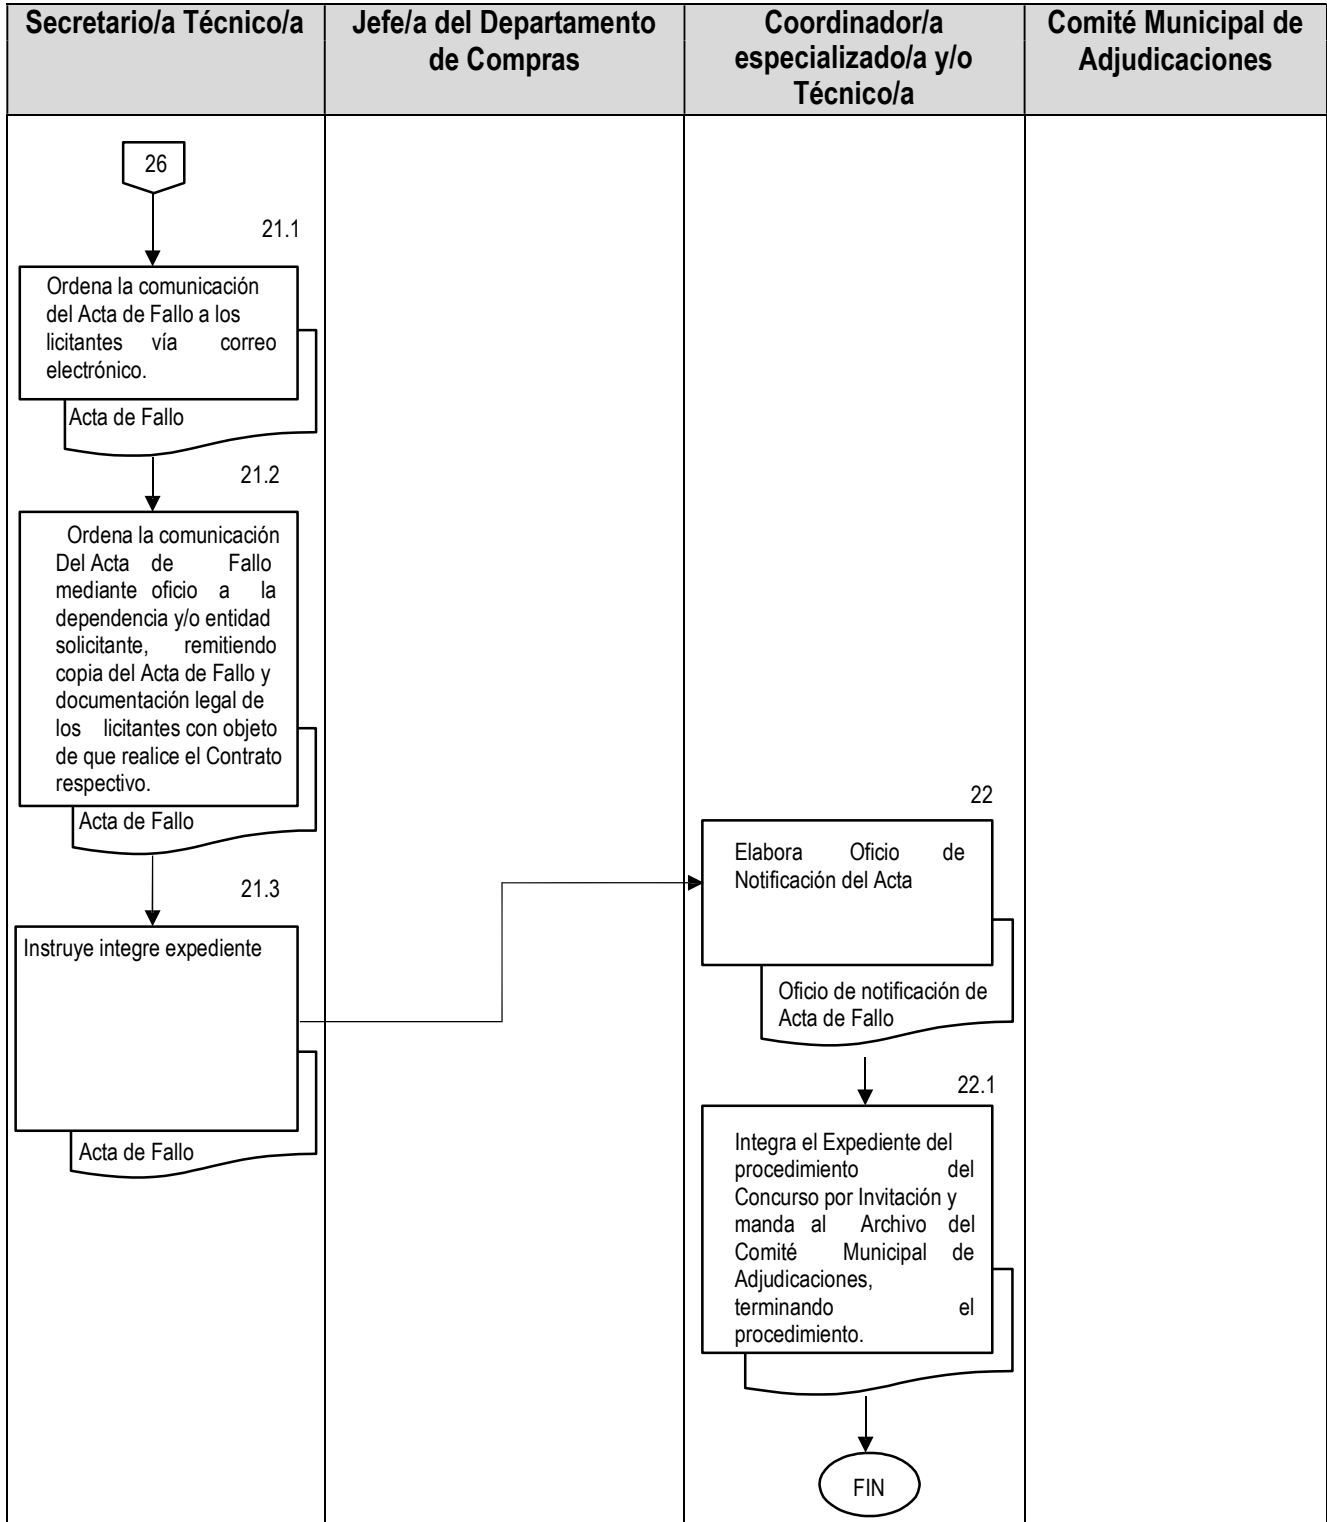 Secretario/a Técnico/a
Jefe/a del Departamento
de Compras
Coordinador/a
especializado/a y/o
Técnico/a
Comité Municipal de
Adjudicaciones
26
21.1
Ordena la comunicación
del Acta de Fallo a los
licitantes vía correo
electrónico.
Acta de Fallo
21.2
Ordena la comunicación
Del Acta de Fallo
mediante oficio a la
dependencia y/o entidad
solicitante, remitiendo
copia del Acta de Fallo y
documentación legal de
los licitantes con objeto
de que realice el Contrato
respectivo.
Acta de Fallo
21.3
Instruye integre expediente
Acta de Fallo
22
Elabora Oficio de
Notificación del Acta
Oficio de notificación de
Acta de Fallo
22.1
Integra el Expediente del
procedimiento del
Concurso por Invitación y
manda al Archivo del
Comité Municipal de
Adjudicaciones,
terminando el
procedimiento.
FIN